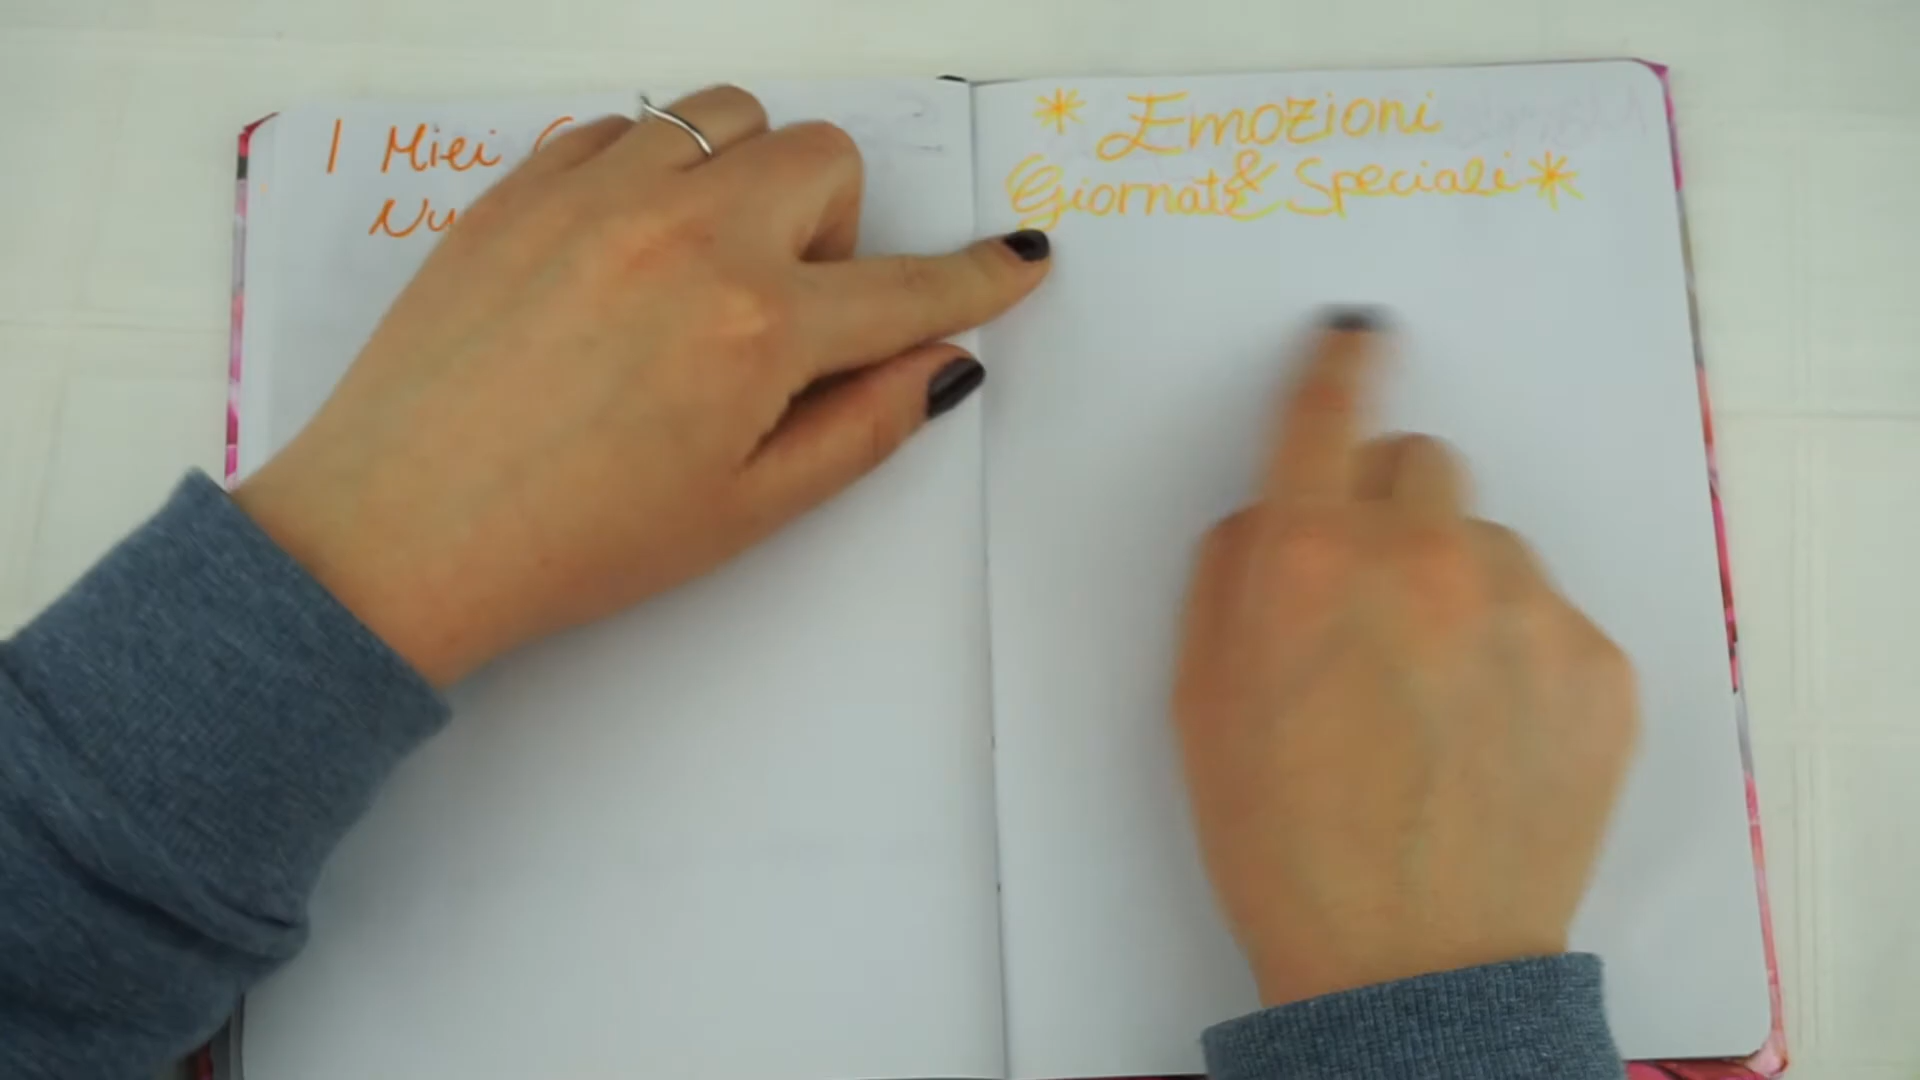 I Miei
* Emozioni
& 
Giornate Speciali *